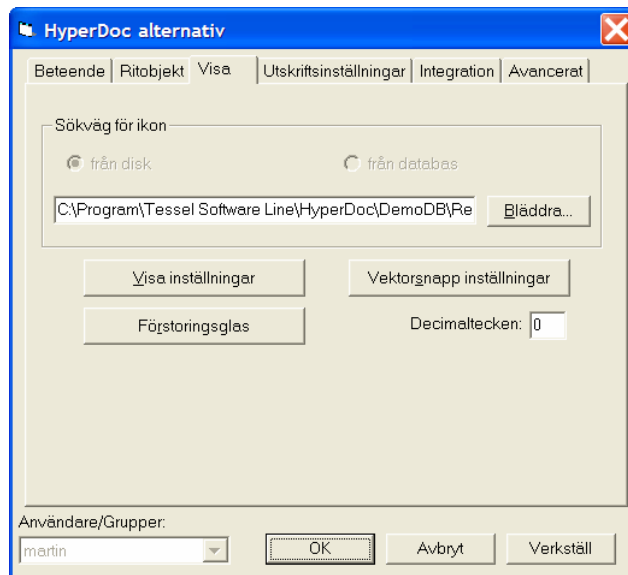 HyperDoc alternativ
Beteende Ritobjekt Visa Utskriftsinställningar Integration Avancerat
Sökväg för ikon
från disk från databas
C:\Program\Tessel Software Line\HyperDoc\DemoDB\Re Bläddra...
Visa inställningar Vektorsnapp inställningar
Förstoringsglas Decimaltecken: 0
Användare/Grupper:
martin OK Avbryt Verkställ